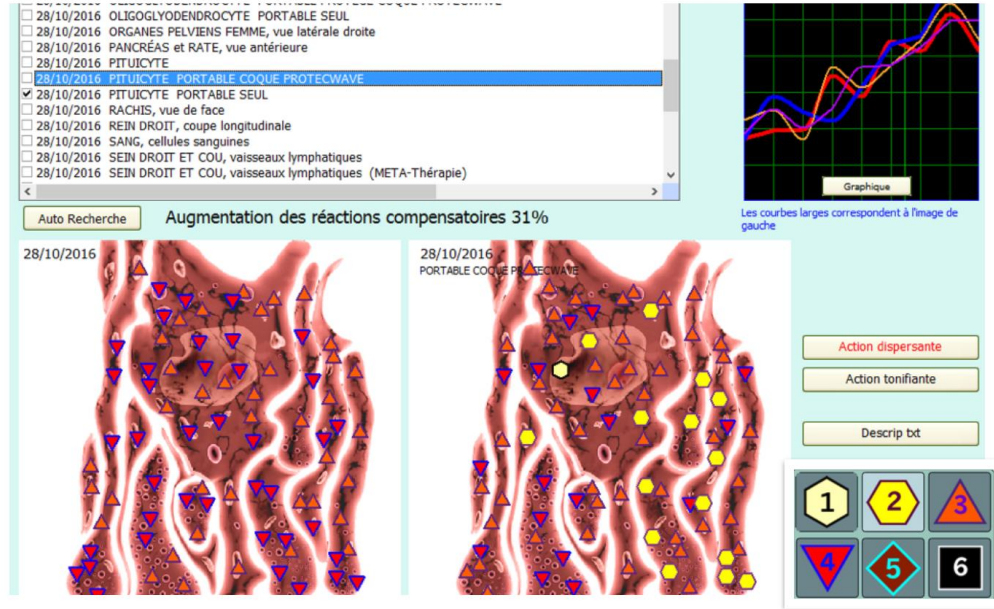 28/10/2016 OLIGOGLYODENDROCYTE PORTABLE SEUL
28/10/2016 ORGANES PELVIENS FEMME, vue latérale droite
28/10/2016 PANCRÉAS et RATE, vue antérieure
28/10/2016 PITUICYTE
28/10/2016 PITUICYTE PORTABLE COQUE PROTECWAVE
28/10/2016 PITUICYTE PORTABLE SEUL
28/10/2016 RACHIS, vue de face
28/10/2016 REIN DROIT, coupe longitudinale
28/10/2016 SANG, cellules sanguines
28/10/2016 SEIN DROIT ET COU, vaisseaux lymphatiques
28/10/2016 SEIN DROIT ET COU, vaisseaux lymphatiques (META-Thérapie)
Graphique
Auto Recherche
Augmentation des réactions compensatoires 31%
Les courbes larges correspondent à l'image de
gauche
28/10/2016
28/10/2016
PORTABLE COQUE PROTECWAVE
Action dispersante
Action tonifiante
Descrip txt
1 2 3
4 5 6